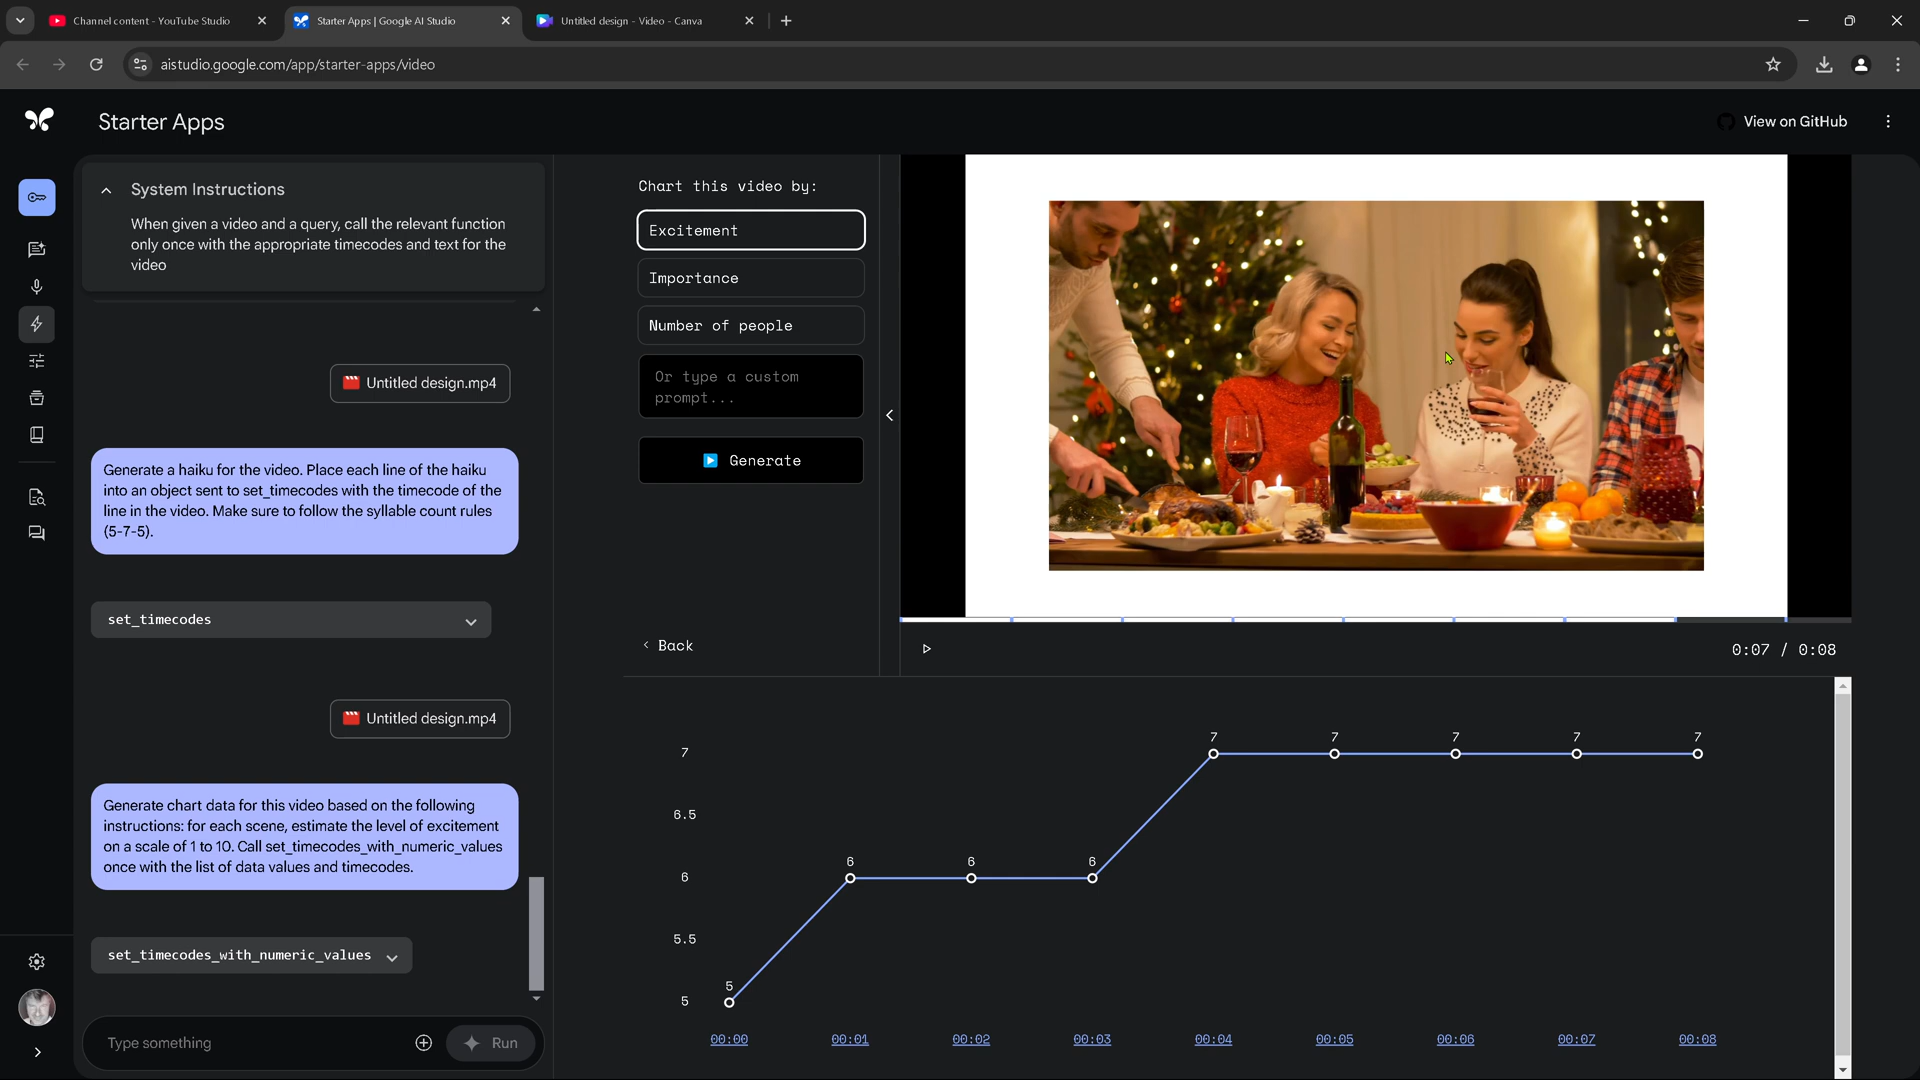 Channel content - YouTube Studio
Starter Apps | Google AI Studio
Untitled design - Video - Canva
aistudio.google.com/app/starter-apps/video
Starter Apps
View on GitHub
System Instructions
When given a video and a query, call the relevant function
only once with the appropriate timecodes and text for the
video
Untitled design.mp4
Generate a haiku for the video. Place each line of the haiku
into an object sent to set_timecodes with the timecode of the
line in the video. Make sure to follow the syllable count rules
(5-7-5).
set_timecodes
Untitled design.mp4
Generate chart data for this video based on the following
instructions: for each scene, estimate the level of excitement
on a scale of 1 to 10. Call set_timecodes_with_numeric_values
once with the list of data values and timecodes.
set_timecodes_with_numeric_values
Type something
Run
Chart this video by:
Excitement
Importance
Number of people
Or type a custom
prompt...
Generate
< Back
0:07 / 0:08
7
6.5
6
5.5
5
5
6
6
6
7
7
7
7
7
00:00
00:01
00:02
00:03
00:04
00:05
00:06
00:07
00:08